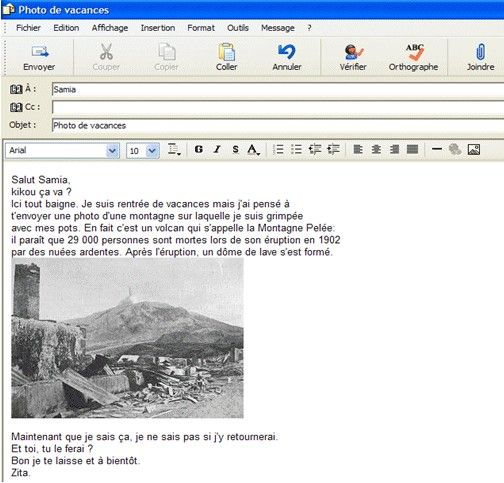 Photo de vacances
Fichier Edition Affichage Insertion Format Outils Message ?
Envoyer Couper Copier Coller Annuler Vérifier Orthographe Joindre
ABC
À : Samia
Cc :
Objet : Photo de vacances
Arial 10 G I S A
Salut Samia,
kikou ça va ?
Ici tout baigne. Je suis rentrée de vacances mais j'ai pensé à
t'envoyer une photo d'une montagne sur laquelle je suis grimpée
avec mes pots. En fait c'est un volcan qui s'appelle la Montagne Pelée:
il paraît que 29 000 personnes sont mortes lors de son éruption en 1902
par des nuées ardentes. Après l'éruption, un dôme de lave s'est formé.
Maintenant que je sais ça, je ne sais pas si j'y retournerai.
Et toi, tu le ferai ?
Bon je te laisse et à bientôt.
Zita.